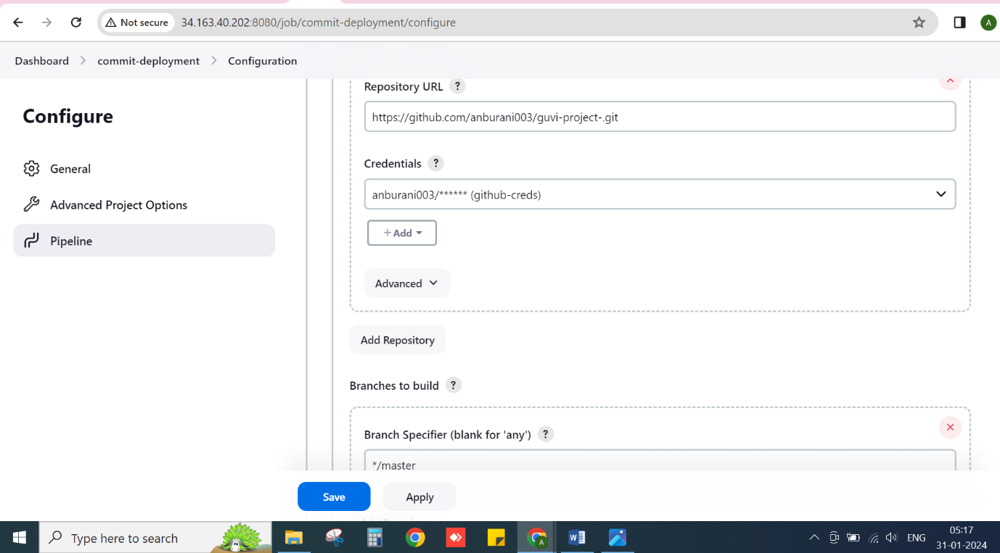 Not secure 34.163.40.202:8080/job/commit-deployment/configure A
Dashboard > commit-deployment > Configuration
Configure
General
Advanced Project Options
Pipeline
Repository URL ?
https://github.com/anburani003/guvi-project-.git
Credentials ?
anburani003/****** (github-creds)
+ Add
Advanced
Add Repository
Branches to build ?
Branch Specifier (blank for 'any') ?
*/master
Save Apply
Type here to search
ENG
05:17
31-01-2024